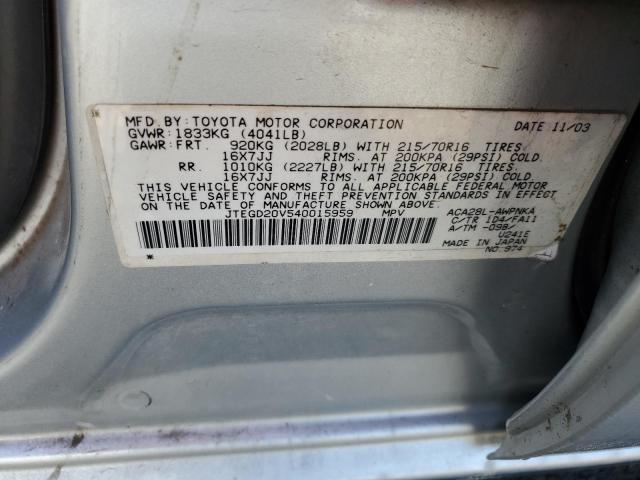 MFD. BY: TOYOTA MOTOR CORPORATION DATE 11/03
GVWR: 1833KG (4041LB)
GAWR: FRT. 920KG (2028LB) WITH 215/70R16 TIRES
16X7JJ RIMS. AT 200KPA (29PSI) COLD.
RR. 1010KG (2227LB) WITH 215/70R16 TIRES
16X7JJ RIMS. AT 200KPA (29PSI) COLD.
THIS VEHICLE CONFORMS TO ALL APPLICABLE FEDERAL MOTOR
VEHICLE SAFETY AND THEFT PREVENTION STANDARDS IN EFFECT
ON THE DATE OF MANUFACTURE SHOWN ABOVE.
JTEGD20V540015959 MPV ACA28L-AWPNKA
C/TR 1D4/FA11
A/TM -09B/
U241E
MADE IN JAPAN
NO.974